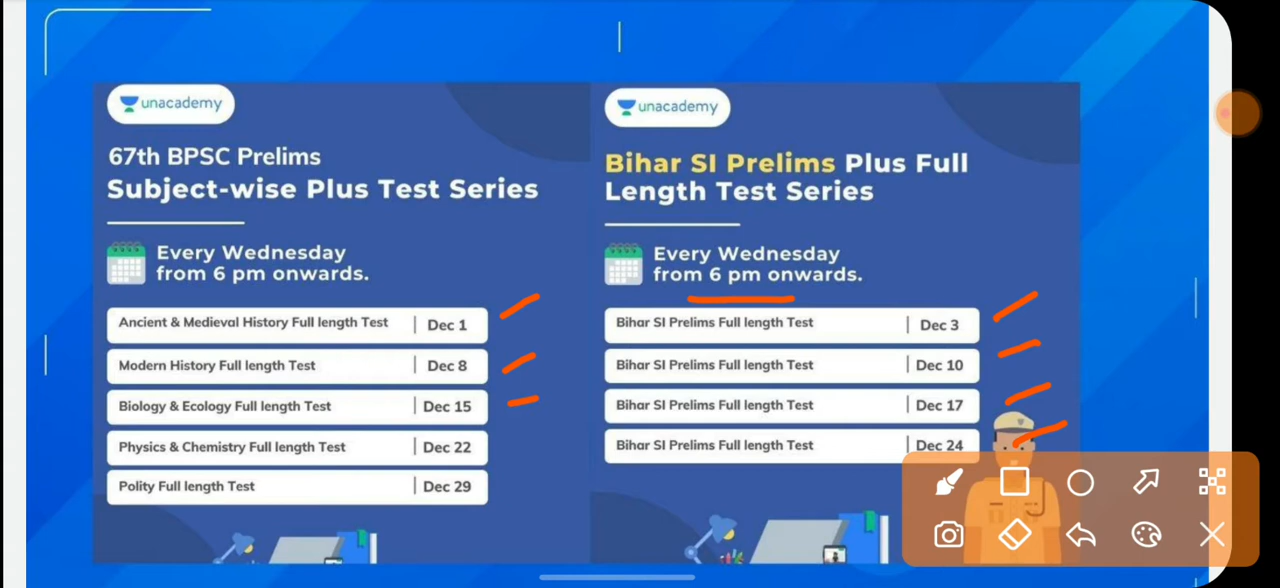 unacademy
67th BPSC Prelims
Subject-wise Plus Test Series
Every Wednesday
from 6 pm onwards.
Ancient & Medieval History Full length Test | Dec 1
Modern History Full length Test | Dec 8
Biology & Ecology Full length Test | Dec 15
Physics & Chemistry Full length Test | Dec 22
Polity Full length Test | Dec 29
unacademy
Bihar SI Prelims Plus Full
Length Test Series
Every Wednesday
from 6 pm onwards.
Bihar SI Prelims Full length Test | Dec 3
Bihar SI Prelims Full length Test | Dec 10
Bihar SI Prelims Full length Test | Dec 17
Bihar SI Prelims Full length Test | Dec 24